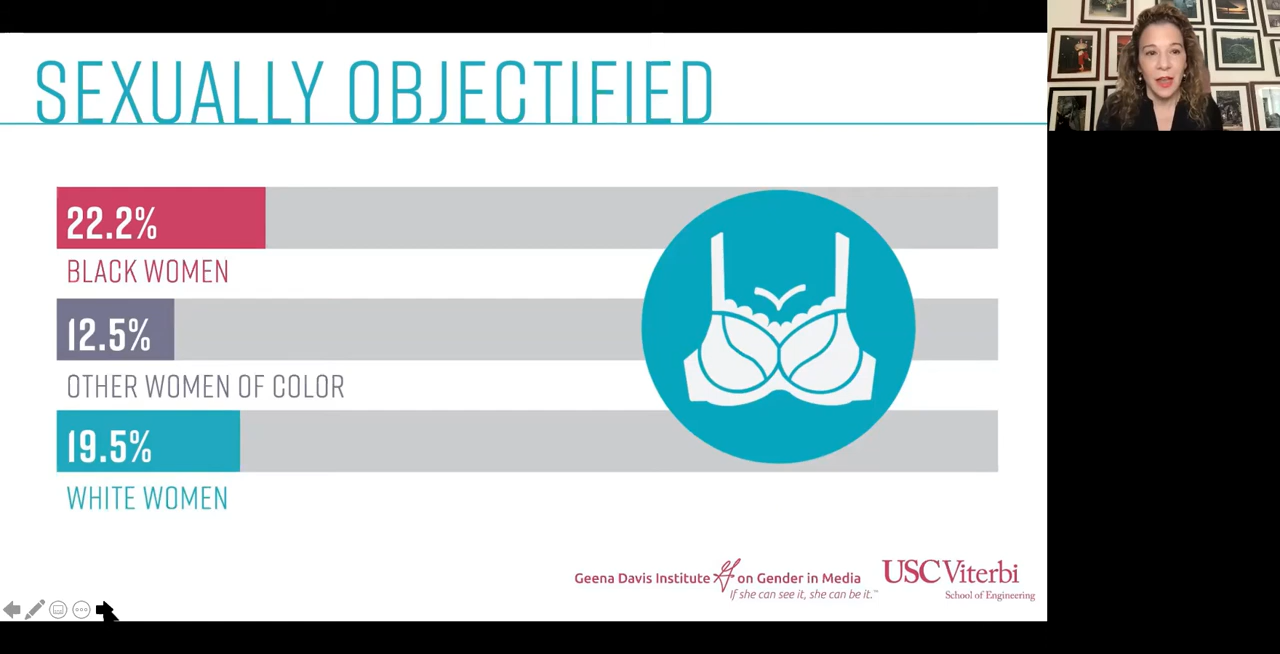 SEXUALLY OBJECTIFIED
22.2%
BLACK WOMEN
12.5%
OTHER WOMEN OF COLOR
19.5%
WHITE WOMEN
Geena Davis Institute on Gender in Media
If she can see it, she can be it.™
USC Viterbi
School of Engineering